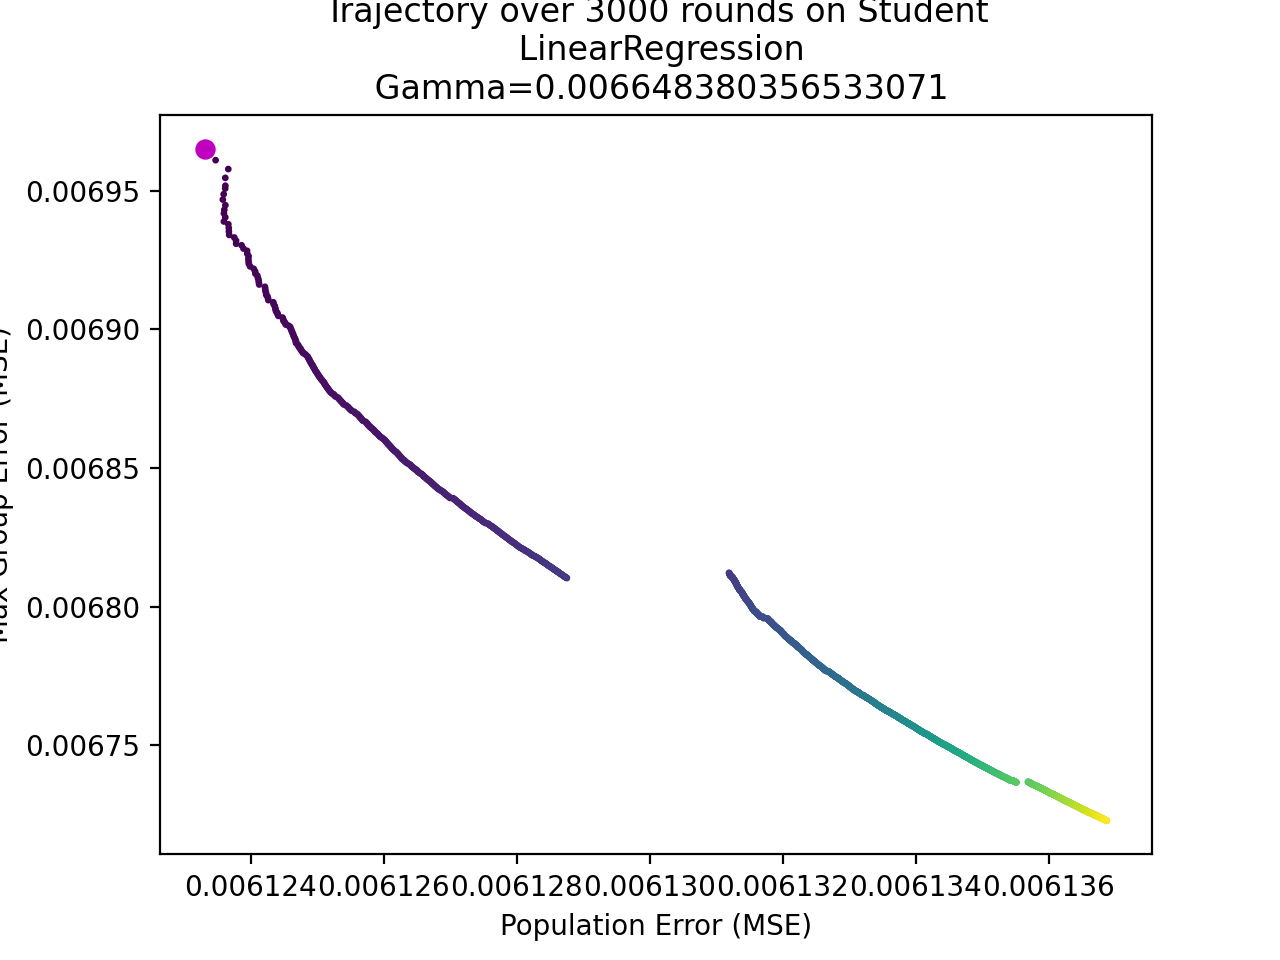 Trajectory over 3000 rounds on Student
LinearRegression
Gamma=0.006648380356533071
Max Group Error (MSE)
0.00695
0.00690
0.00685
0.00680
0.00675
0.006124 0.006126 0.006128 0.006130 0.006132 0.006134 0.006136
Population Error (MSE)